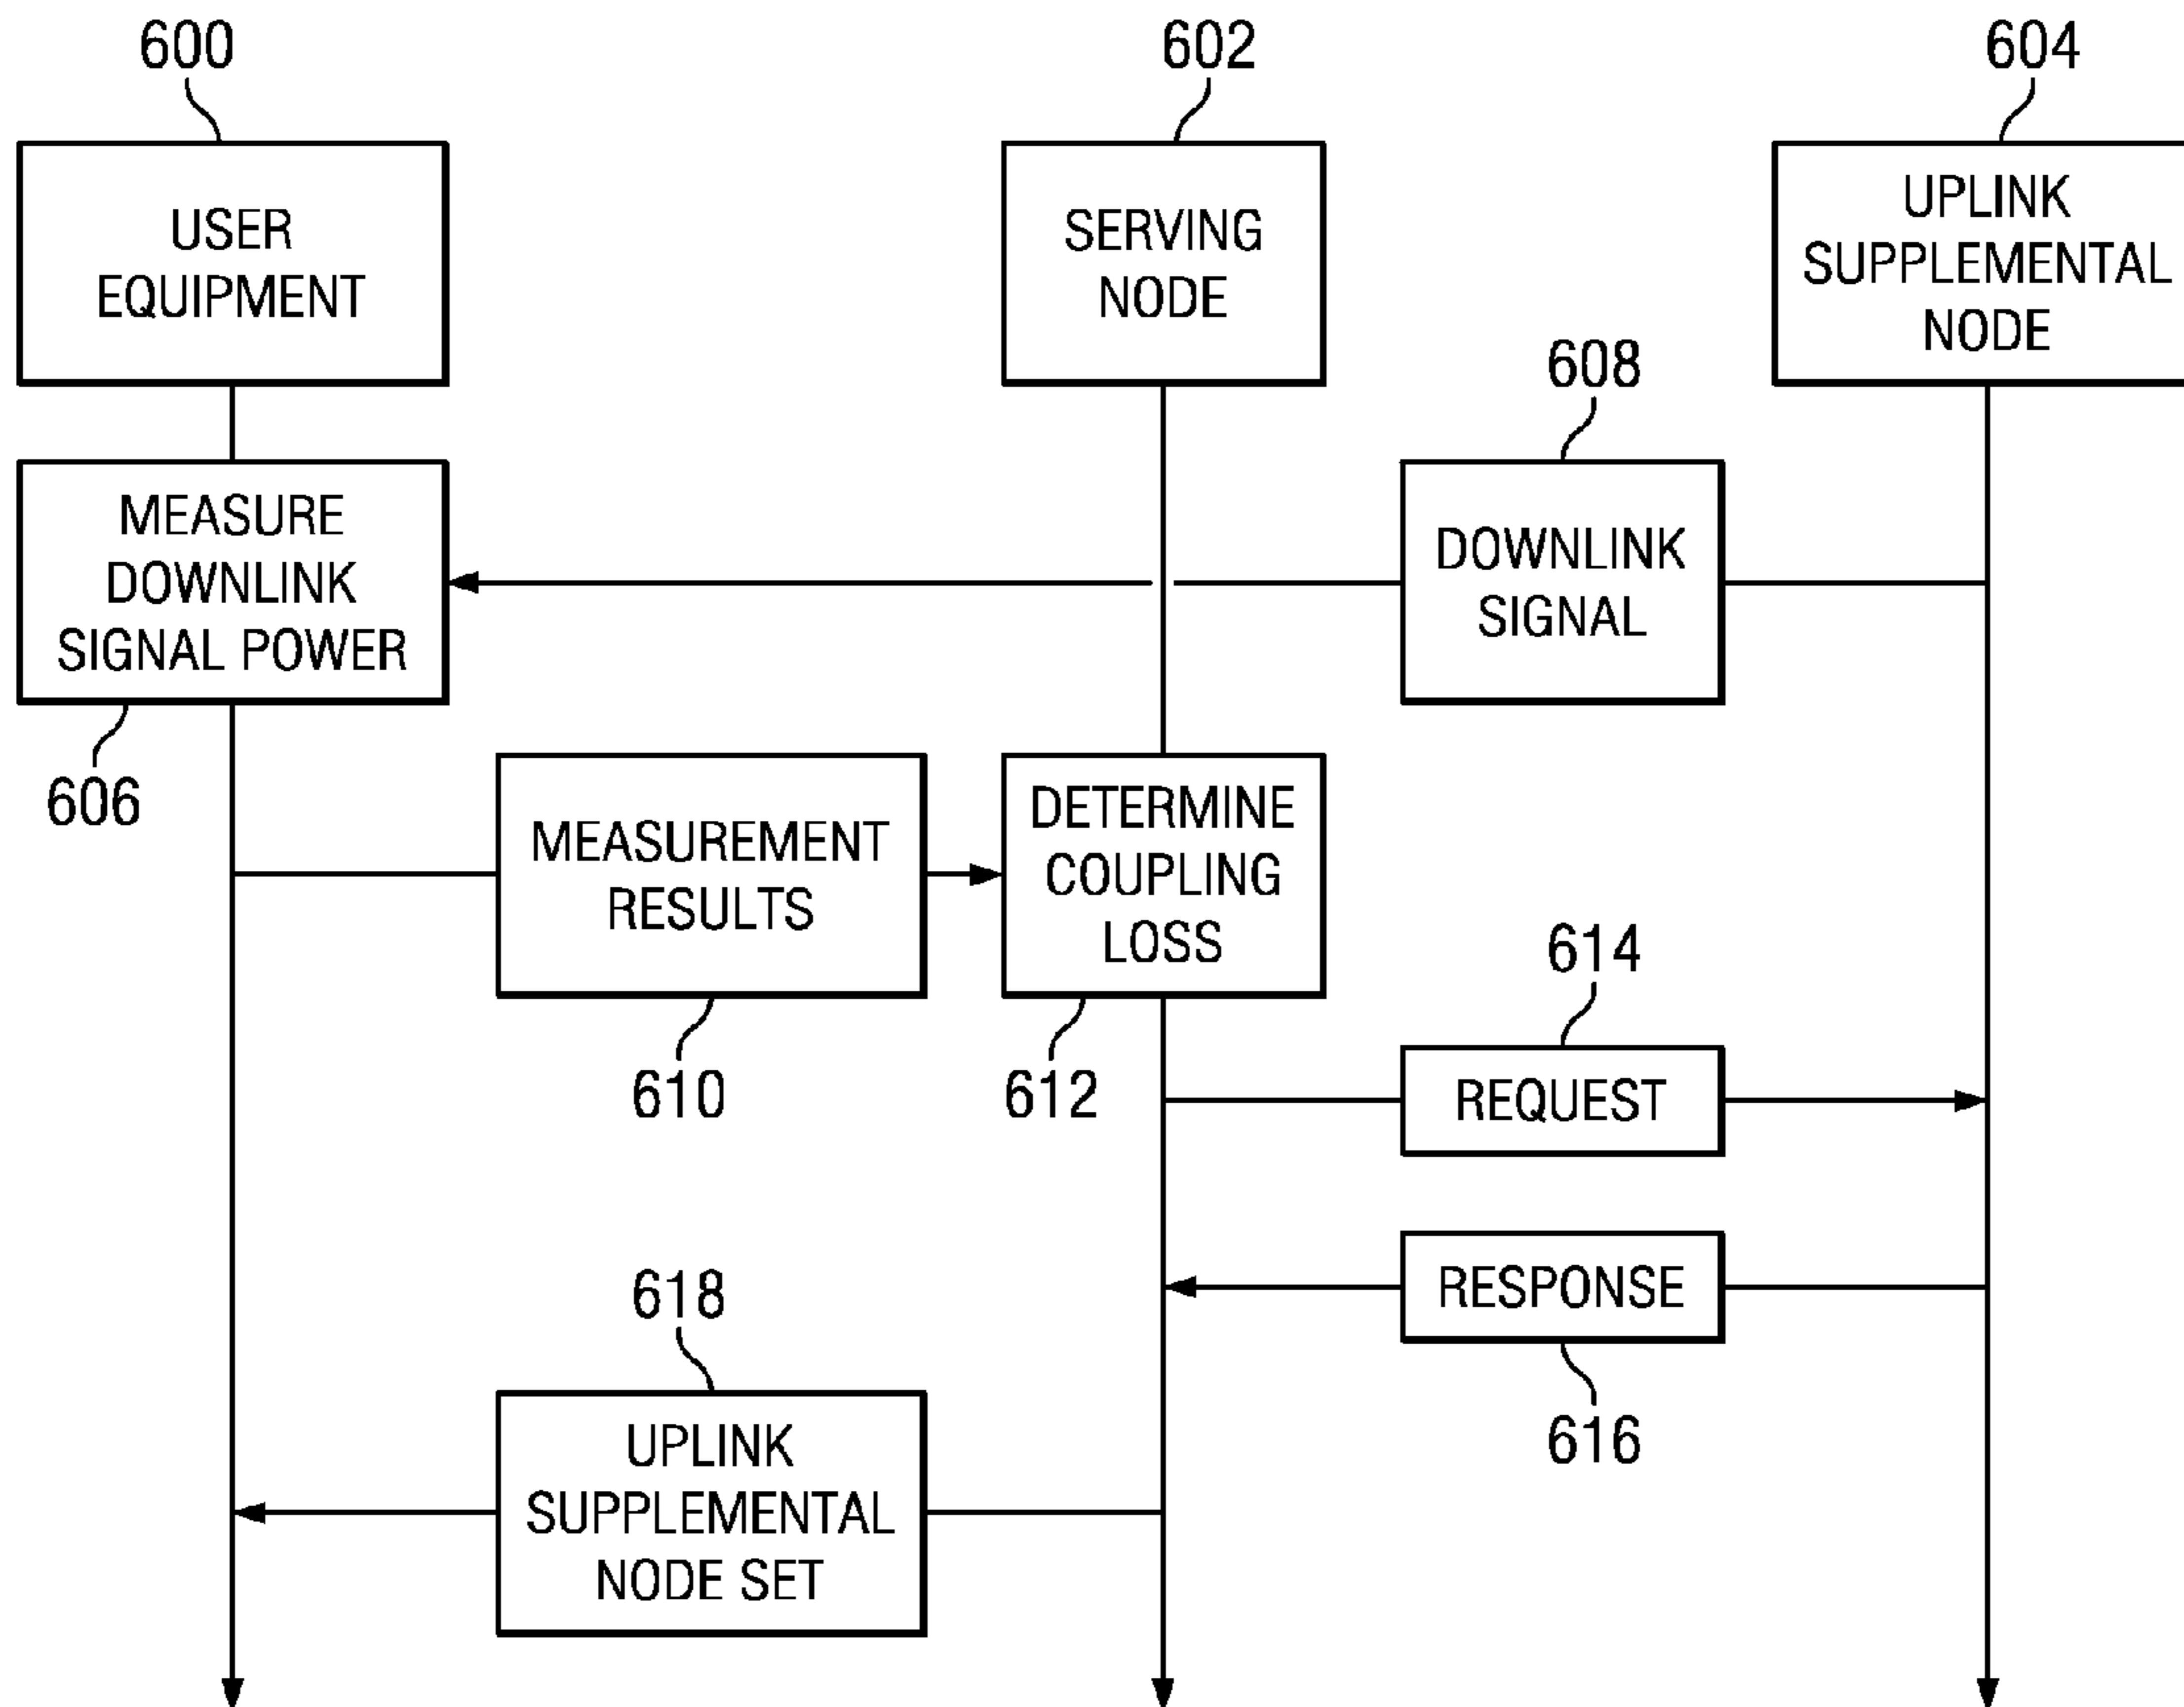 600
602
604
USER
EQUIPMENT
SERVING
NODE
UPLINK
SUPPLEMENTAL
NODE
608
MEASURE
DOWNLINK
SIGNAL POWER
DOWNLINK
SIGNAL
606
MEASUREMENT
RESULTS
DETERMINE
COUPLING
LOSS
610
612
614
REQUEST
RESPONSE
616
618
UPLINK
SUPPLEMENTAL
NODE SET